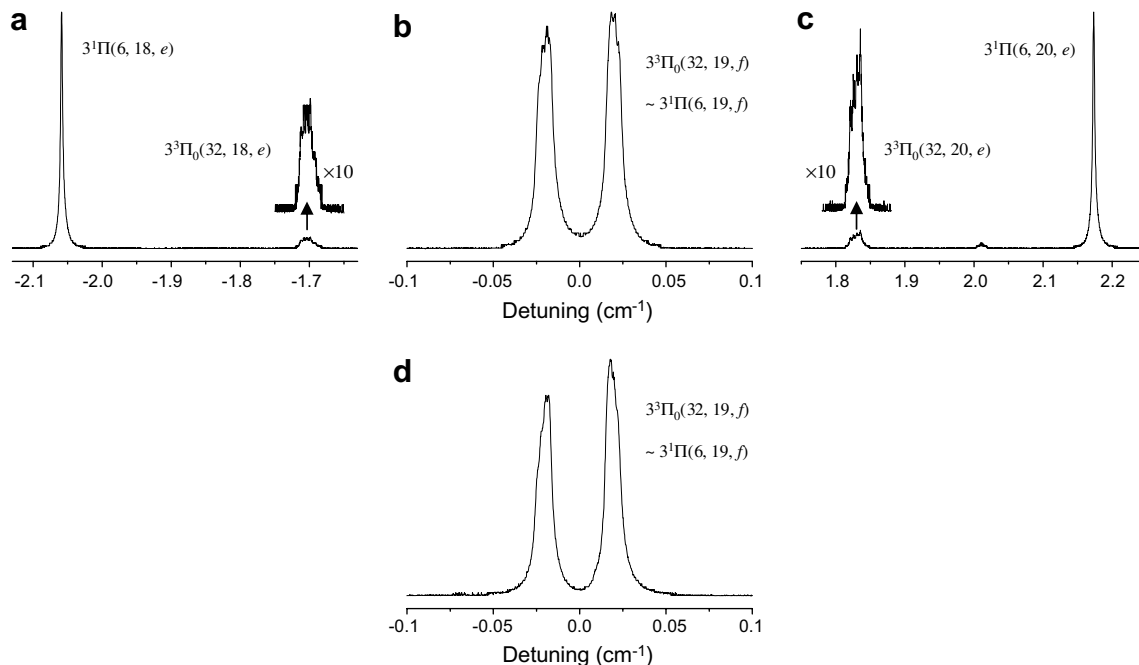 a
3¹Π(6, 18, e)
3³Π₀(32, 18, e)
×10
-2.1 -2.0 -1.9 -1.8 -1.7
b
3³Π₀(32, 19, f)
~ 3¹Π(6, 19, f)
-0.1 -0.05 0.0 0.05 0.1
Detuning (cm⁻¹)
c
3¹Π(6, 20, e)
3³Π₀(32, 20, e)
×10
1.8 1.9 2.0 2.1 2.2
d
3³Π₀(32, 19, f)
~ 3¹Π(6, 19, f)
-0.1 -0.05 0.0 0.05 0.1
Detuning (cm⁻¹)